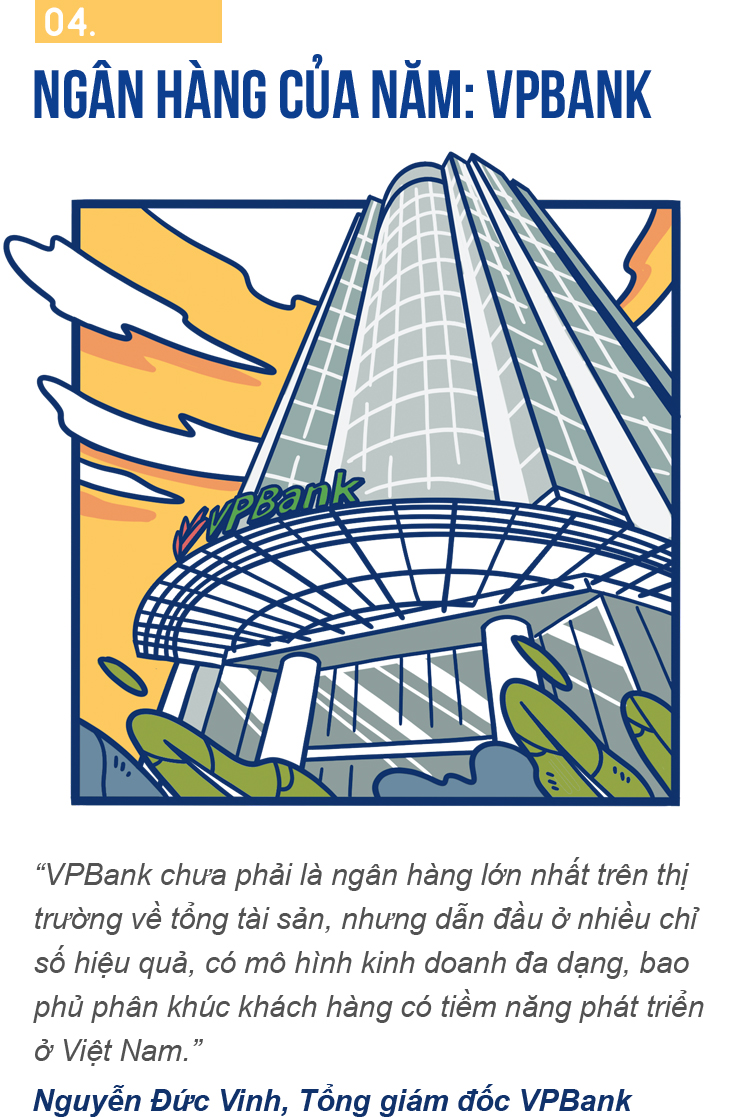 04.
NGÂN HÀNG CỦA NĂM: VPBANK
VPBank
“VPBank chưa phải là ngân hàng lớn nhất trên thị
trường về tổng tài sản, nhưng dẫn đầu ở nhiều chỉ
số hiệu quả, có mô hình kinh doanh đa dạng, bao
phủ phân khúc khách hàng có tiềm năng phát triển
ở Việt Nam.”
Nguyễn Đức Vinh, Tổng giám đốc VPBank